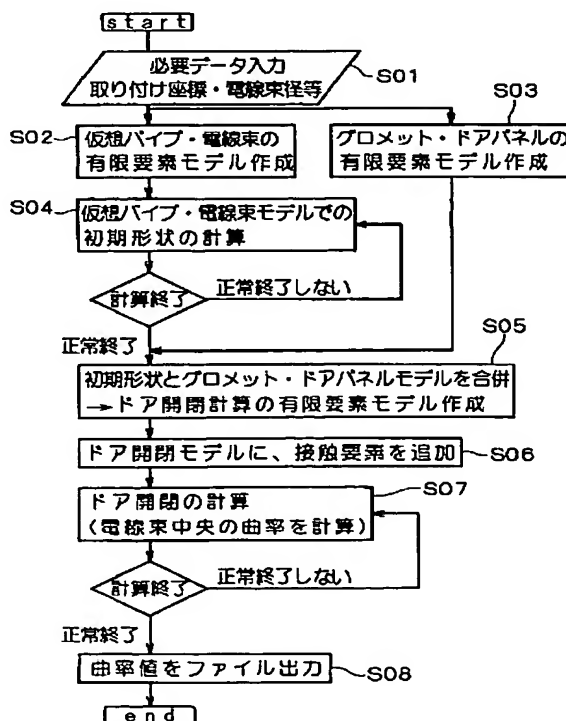 start
必要データ入力
取り付け座標・電線束径等
S01
S03
S02
仮想パイプ・電線束の
有限要素モデル作成
グロメット・ドアパネルの
有限要素モデル作成
S04
仮想パイプ・電線束モデルでの
初期形状の計算
計算終了
正常終了しない
正常終了
S05
初期形状とグロメット・ドアパネルモデルを合併
→ドア開閉計算の有限要素モデル作成
ドア開閉モデルに、接触要素を追加
S06
S07
ドア開閉の計算
(電線束中央の曲率を計算)
計算終了
正常終了しない
正常終了
曲率値をファイル出力
S08
end